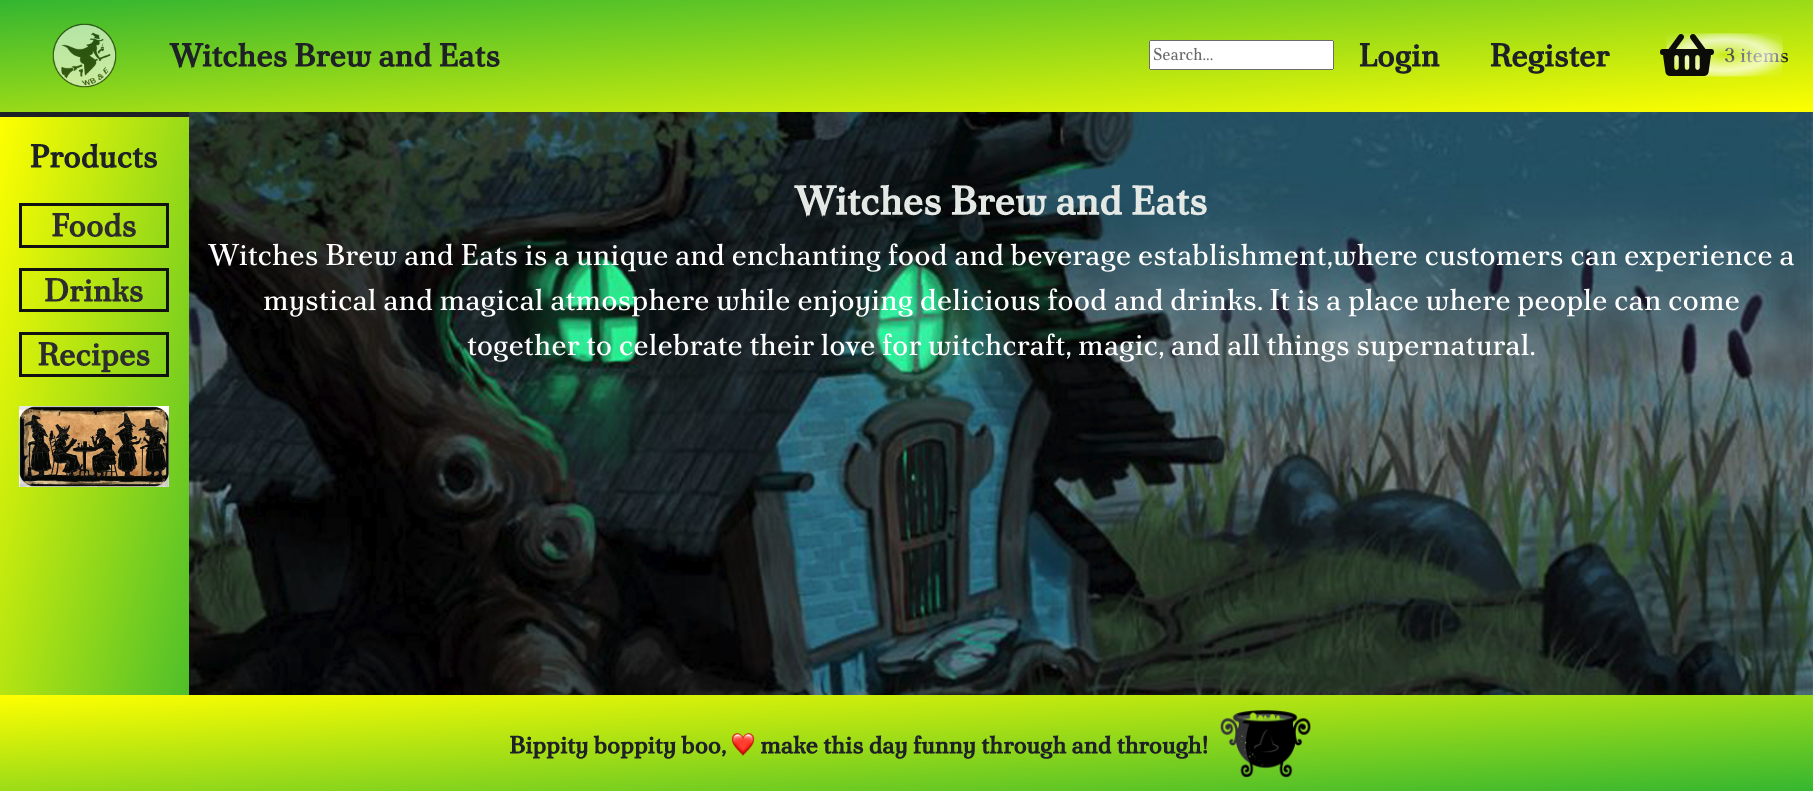 WB & E
Witches Brew and Eats
Search...
Login
Register
3 items
Products
Foods
Drinks
Recipes
Witches Brew and Eats
Witches Brew and Eats is a unique and enchanting food and beverage establishment,where customers can experience a
mystical and magical atmosphere while enjoying delicious food and drinks. It is a place where people can come
together to celebrate their love for witchcraft, magic, and all things supernatural.
Bippity boppity boo, ❤️ make this day funny through and through!